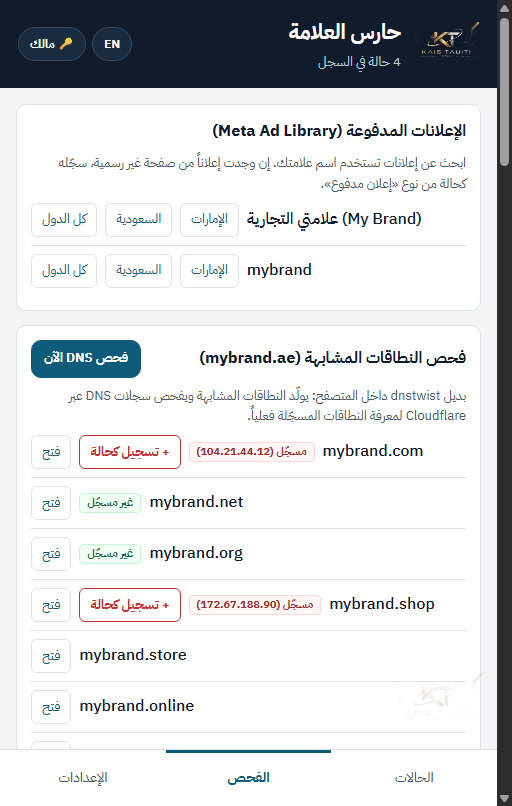 KT
KAIS TAUITI
حارس العلامة
4 حالة في السجل
EN
🔑 مالك
الإعلانات المدفوعة (Meta Ad Library)
ابحث عن إعلانات تستخدم اسم علامتك. إن وجدت إعلاناً من صفحة غير رسمية، سجّله
كحالة من نوع «إعلان مدفوع».
علامتي التجارية (My Brand) الإمارات السعودية كل الدول
mybrand الإمارات السعودية كل الدول
فحص النطاقات المشابهة (mybrand.ae)
فحص DNS الآن
بديل dnstwist داخل المتصفح: يولّد النطاقات المشابهة ويفحص سجلات DNS عبر
Cloudflare لمعرفة النطاقات المسجّلة فعلياً.
mybrand.com مسجّل (104.21.44.12) + تسجيل كحالة فتح
mybrand.net غير مسجّل فتح
mybrand.org غير مسجّل فتح
mybrand.shop مسجّل (172.67.188.90) + تسجيل كحالة فتح
mybrand.store فتح
mybrand.online فتح
KT
KAIS TAUITI
الحالات
الفحص
الإعدادات